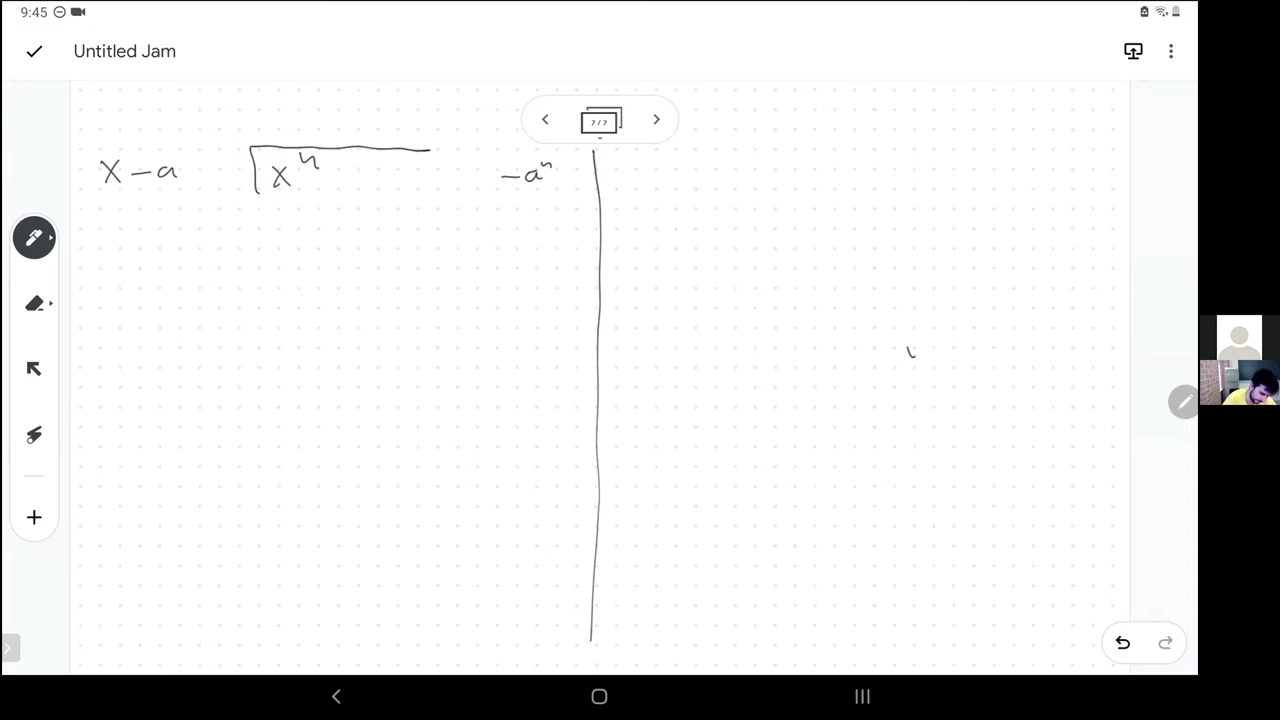 9:45
Untitled Jam
7 / 7
x - a √x^n - a^n